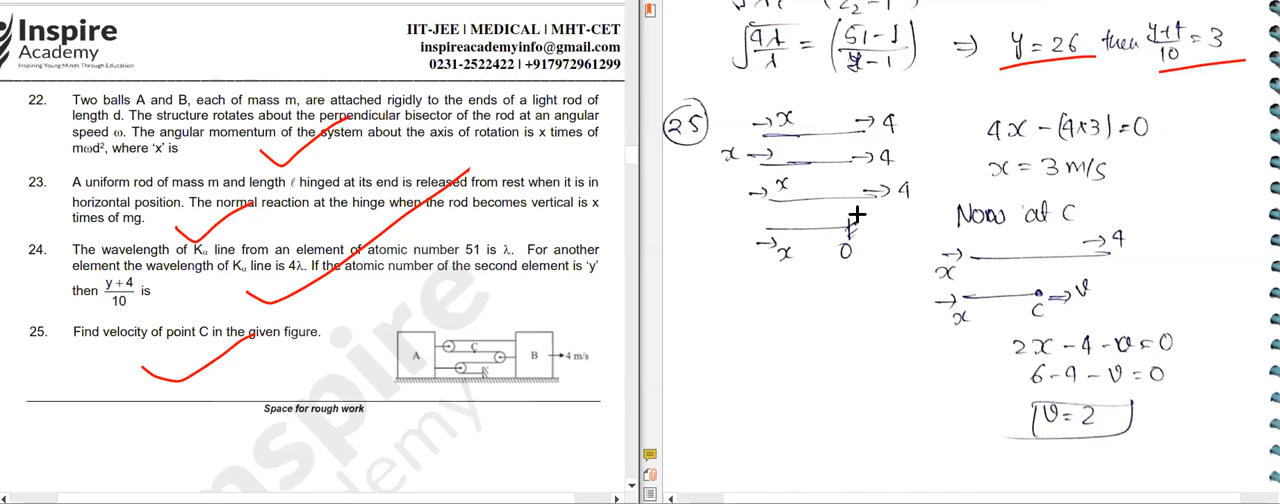 Inspire
Academy
Inspiring Young Minds Through Education
IIT-JEE | MEDICAL | MHT-CET
inspireacademyinfo@gmail.com
0231-2522422 | +917972961299
22. Two balls A and B, each of mass m, are attached rigidly to the ends of a light rod of
length d. The structure rotates about the perpendicular bisector of the rod at an angular
speed ω. The angular momentum of the system about the axis of rotation is x times of
mωd², where 'x' is
23. A uniform rod of mass m and length ℓ hinged at its end is released from rest when it is in
horizontal position. The normal reaction at the hinge when the rod becomes vertical is x
times of mg.
24. The wavelength of Kα line from an element of atomic number 51 is λ. For another
element the wavelength of Kα line is 4λ. If the atomic number of the second element is 'y'
then (y + 4)/10 is
25. Find velocity of point C in the given figure.
A C B 4 m/s
Space for rough work
√(4λ/λ) = (51-1/y-1) ⇒ y = 26 then y+4/10 = 3
25
→x →4
x→ →4
→x →4
→x 0
4x - (4×3) = 0
x = 3 m/s
Now at C
→x →4
→x C ⇒v
2x - 4 - v = 0
6 - 4 - v = 0
v = 2